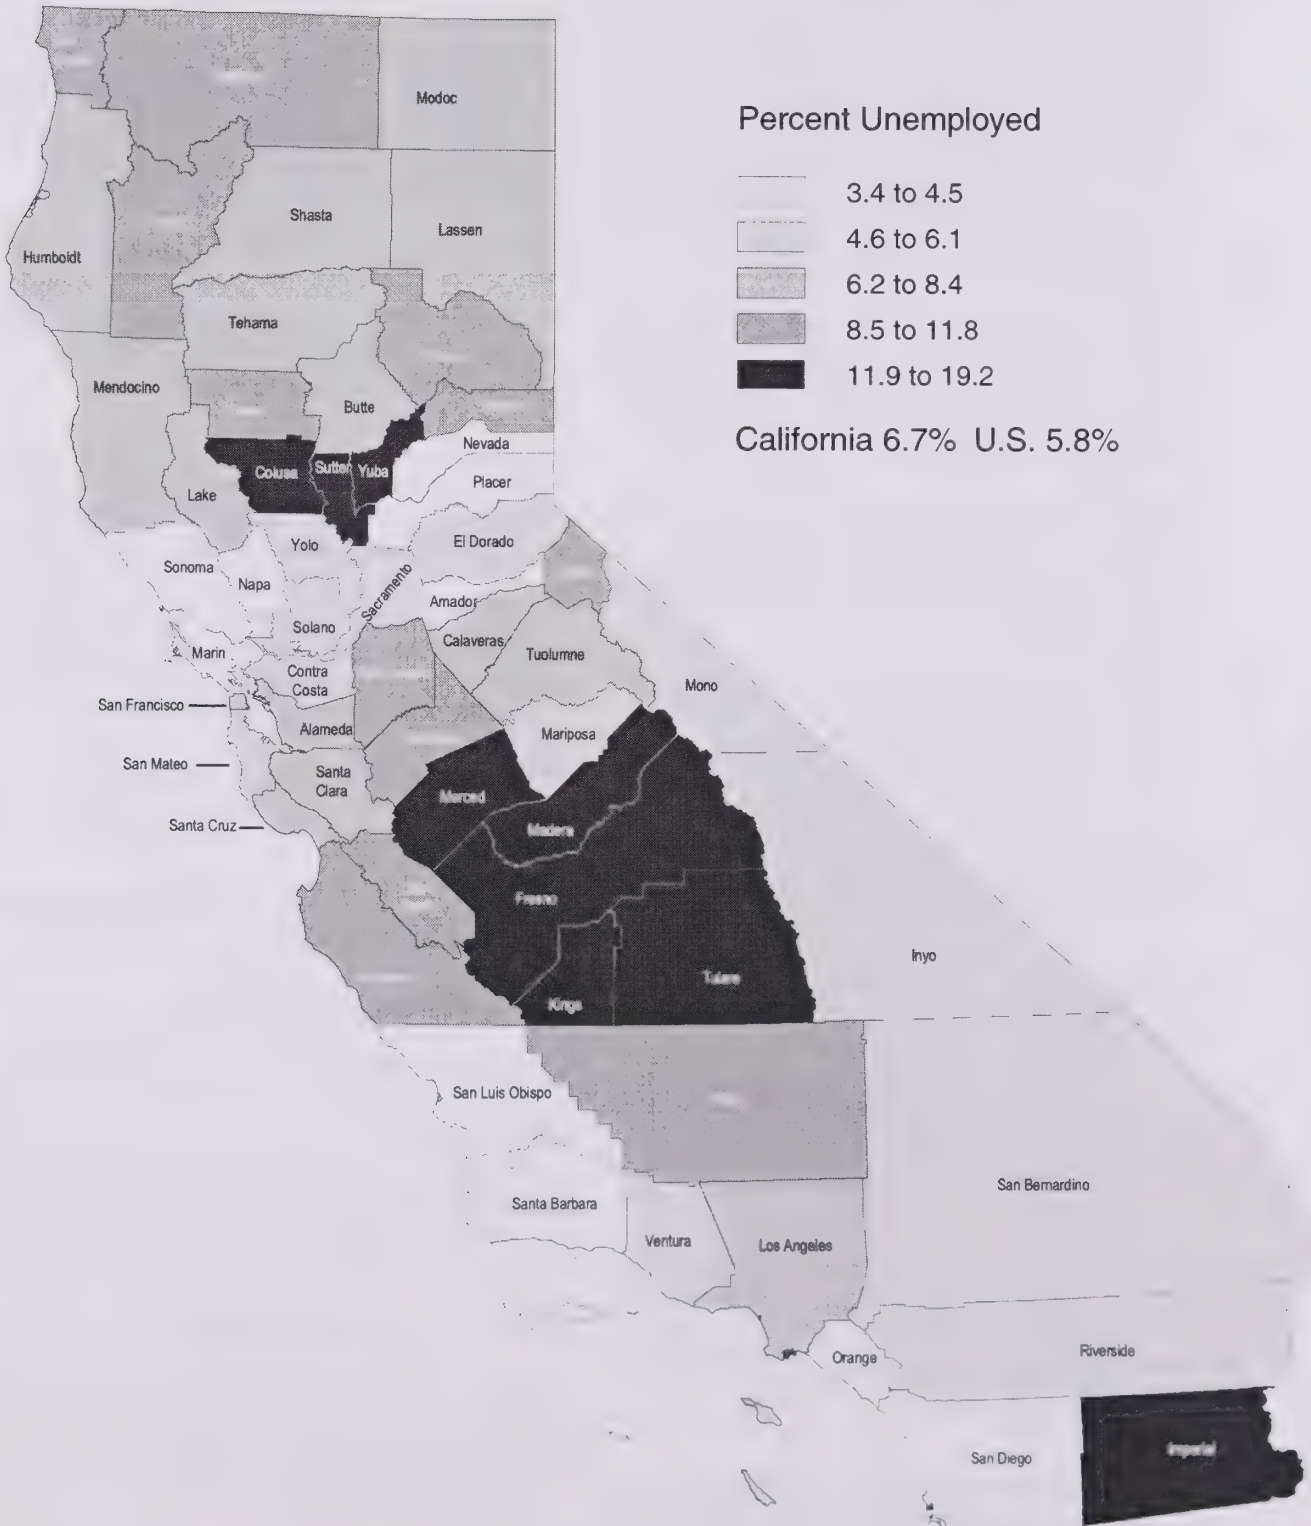 Percent Unemployed
3.4 to 4.5
4.6 to 6.1
6.2 to 8.4
8.5 to 11.8
11.9 to 19.2
California 6.7% U.S. 5.8%
Modoc
Shasta
Lassen
Humboldt
Tehama
Mendocino
Butte
Nevada
Colusa
Sutter
Yuba
Placer
Lake
Yolo
El Dorado
Sonoma
Napa
Sacramento
Amador
Solano
Calaveras
Marin
Tuolumne
Contra
Costa
Mono
San Francisco
Alameda
Mariposa
San Mateo
Santa
Clara
Merced
Santa Cruz
Madera
Fresno
Inyo
Tulare
Kings
San Luis Obispo
San Bernardino
Santa Barbara
Ventura
Los Angeles
Orange
Riverside
San Diego
Imperial